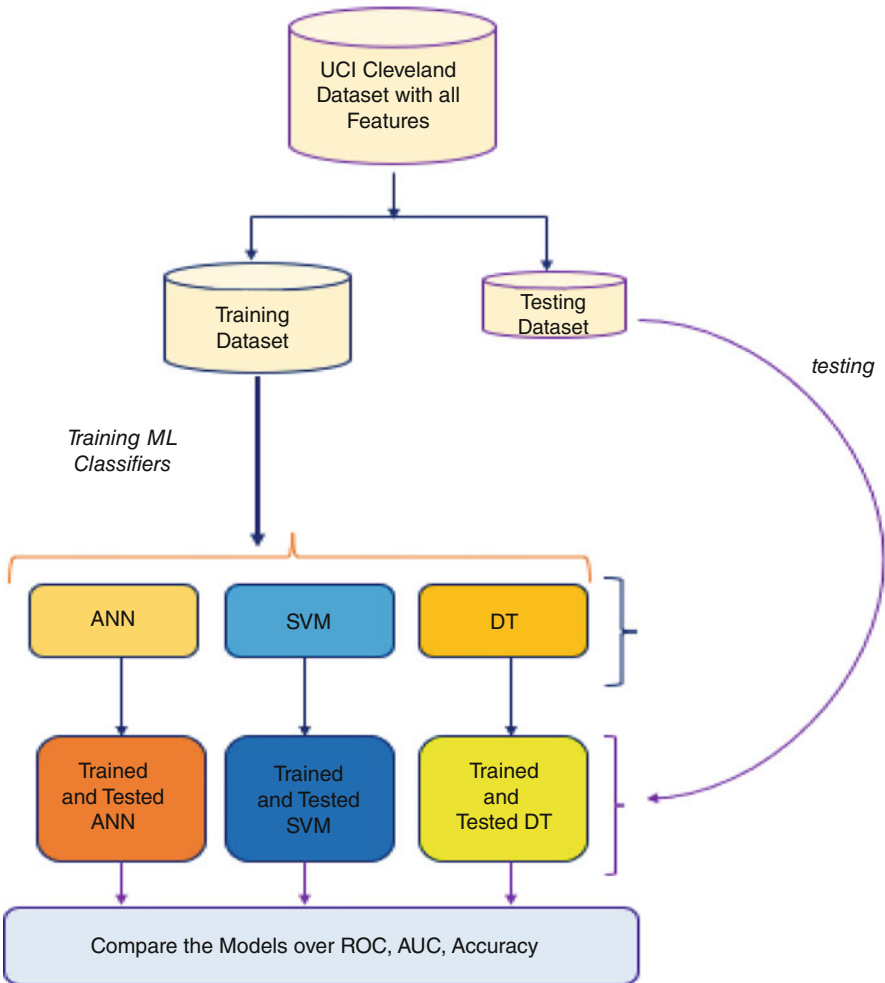 UCI Cleveland
Dataset with all
Features
Training
Dataset
Testing
Dataset
testing
Training ML
Classifiers
ANN
SVM
DT
Trained
and Tested
ANN
Trained
and Tested
SVM
Trained
and
Tested DT
Compare the Models over ROC, AUC, Accuracy